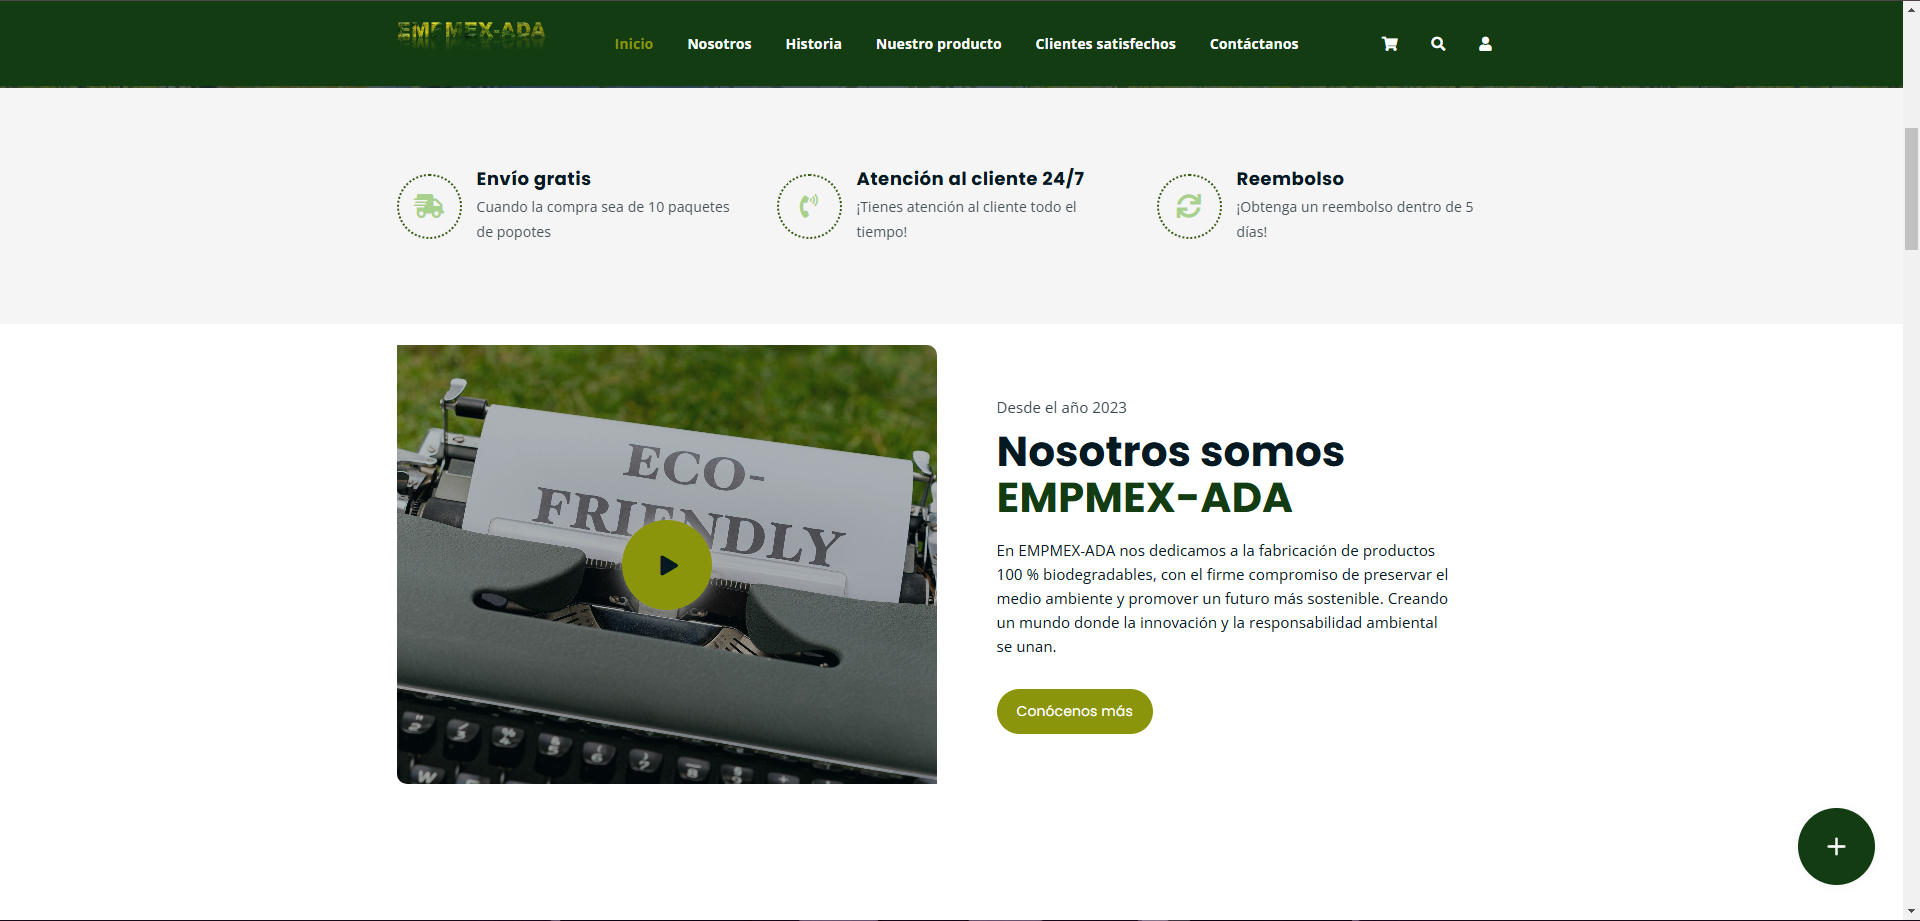 EMPMEX-ADA
Inicio Nosotros Historia Nuestro producto Clientes satisfechos Contáctanos
Envío gratis
Cuando la compra sea de 10 paquetes
de popotes
Atención al cliente 24/7
¡Tienes atención al cliente todo el
tiempo!
Reembolso
¡Obtenga un reembolso dentro de 5
días!
ECO-
FRIENDLY
Desde el año 2023
Nosotros somos
EMPMEX-ADA
En EMPMEX-ADA nos dedicamos a la fabricación de productos
100 % biodegradables, con el firme compromiso de preservar el
medio ambiente y promover un futuro más sostenible. Creando
un mundo donde la innovación y la responsabilidad ambiental
se unan.
Conócenos más